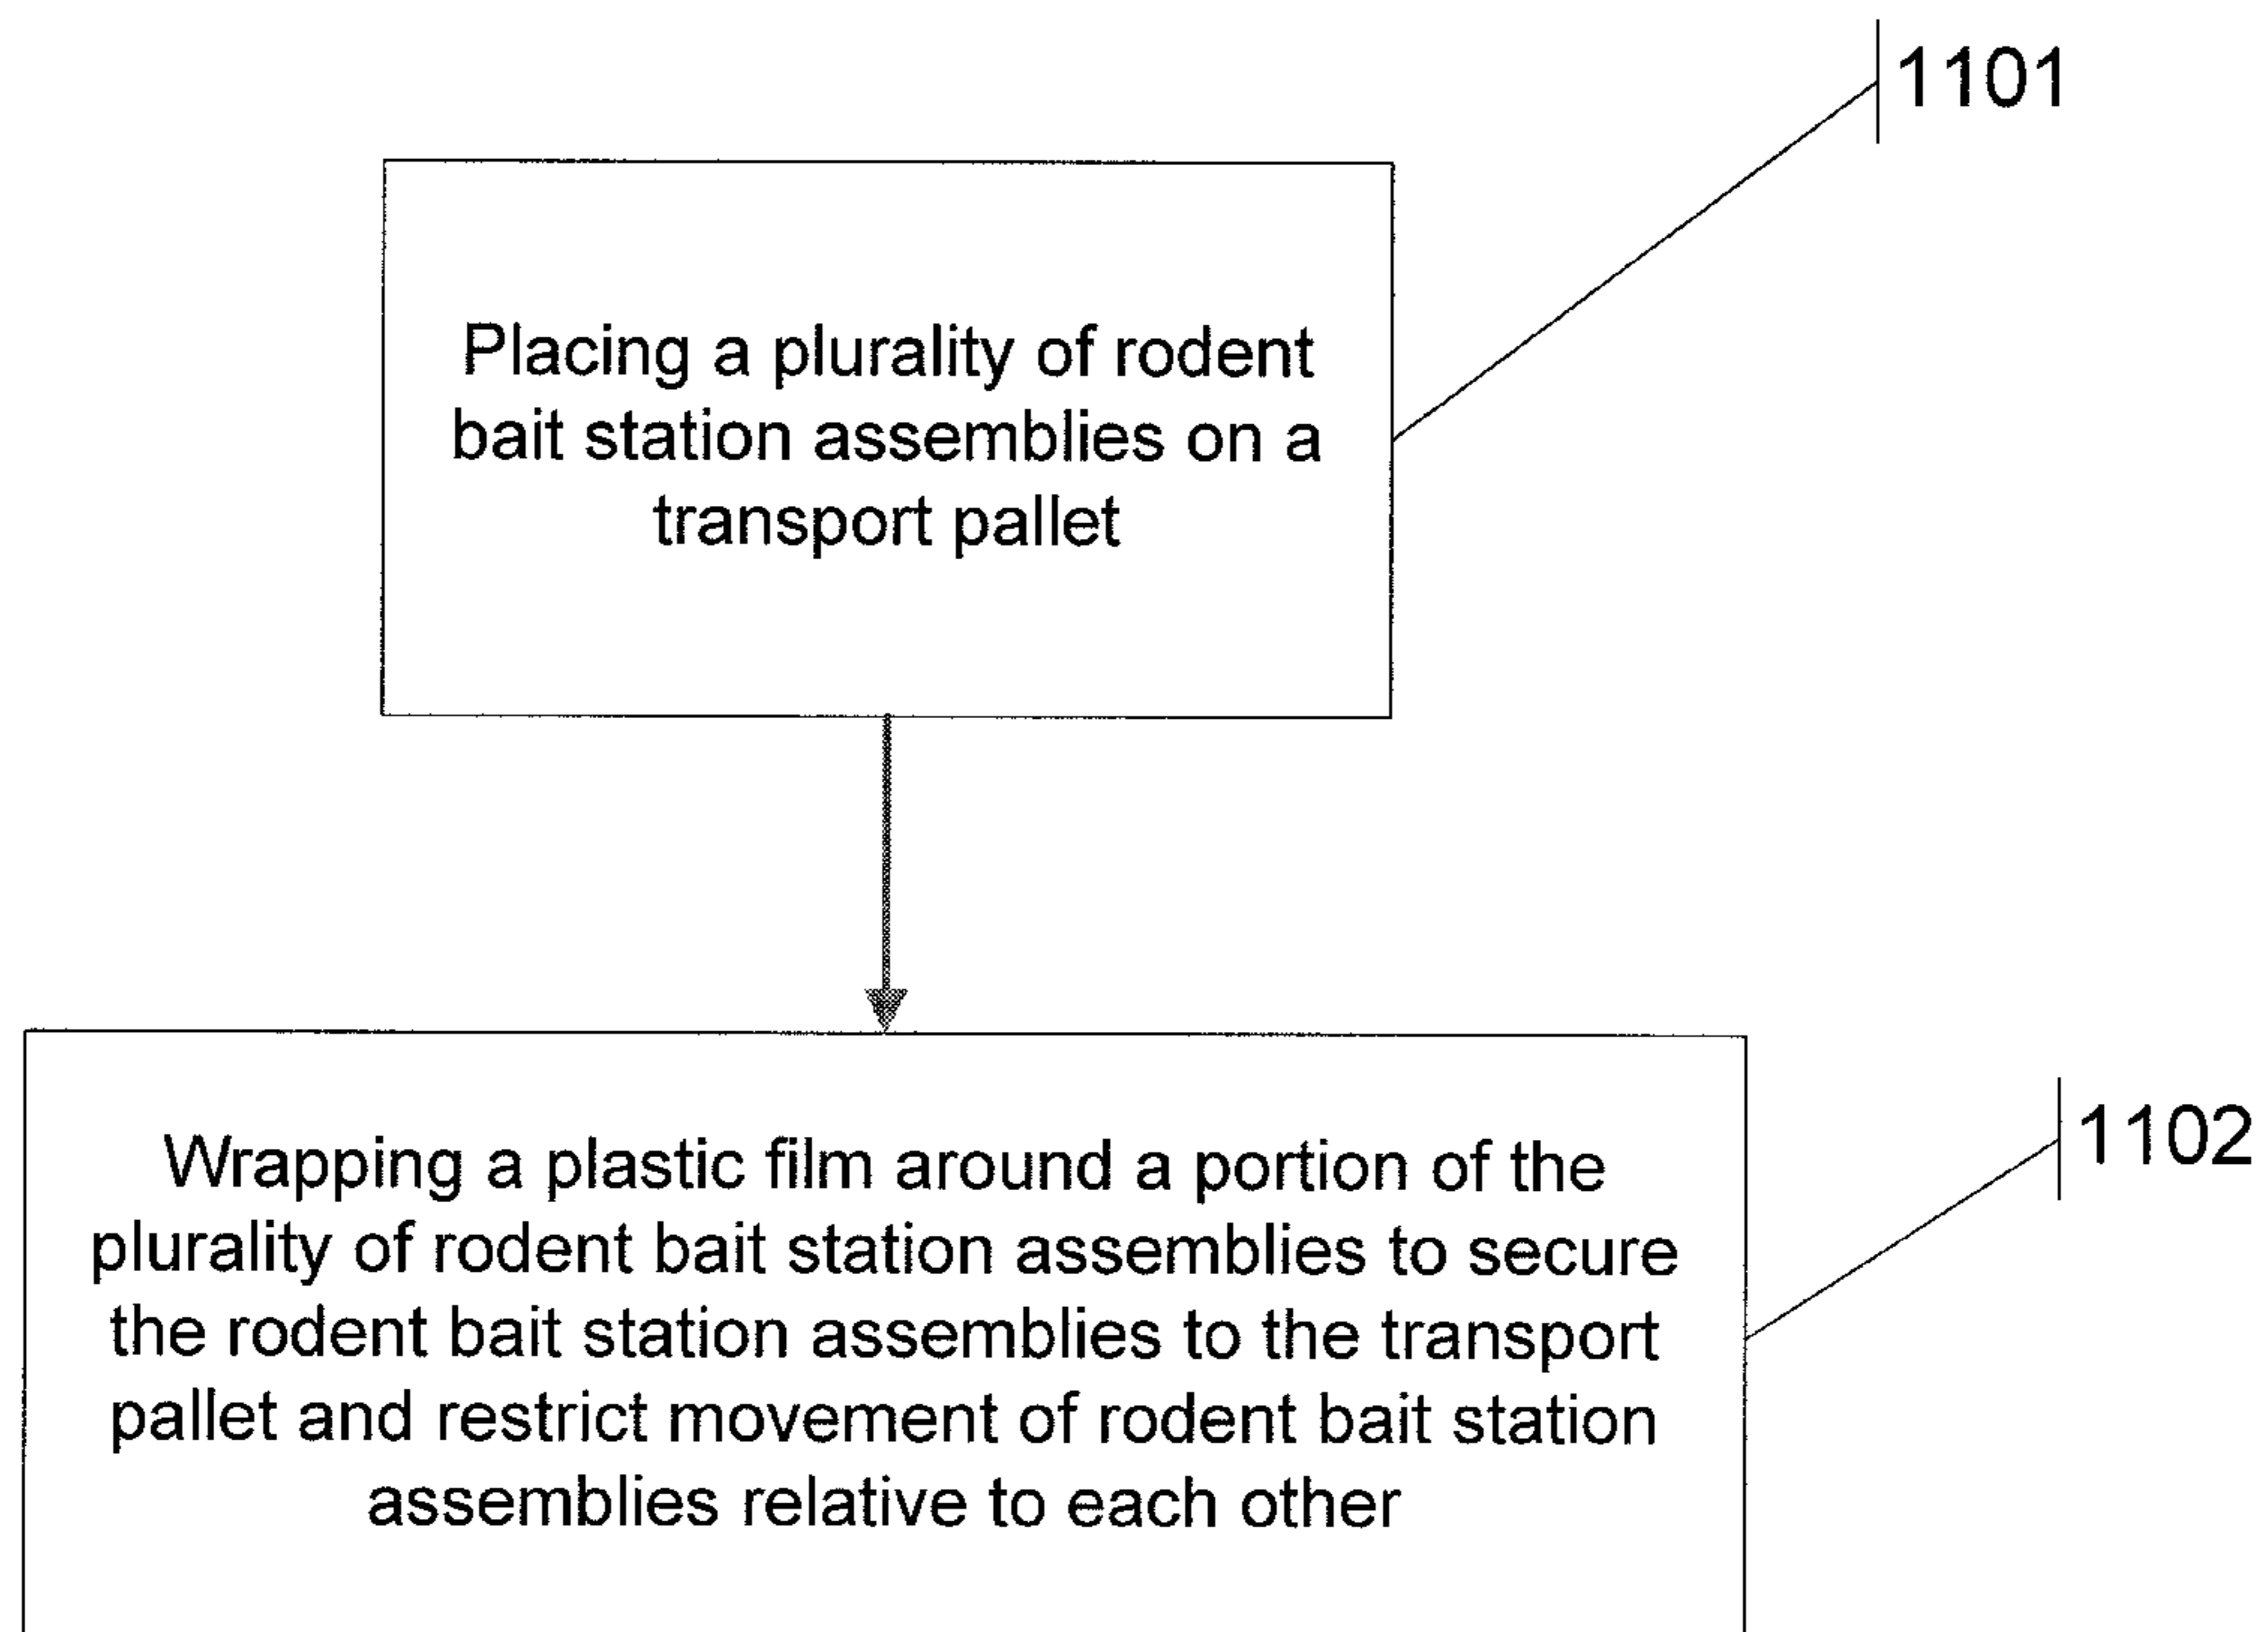 1101
Placing a plurality of rodent
bait station assemblies on a
transport pallet
1102
Wrapping a plastic film around a portion of the
plurality of rodent bait station assemblies to secure
the rodent bait station assemblies to the transport
pallet and restrict movement of rodent bait station
assemblies relative to each other